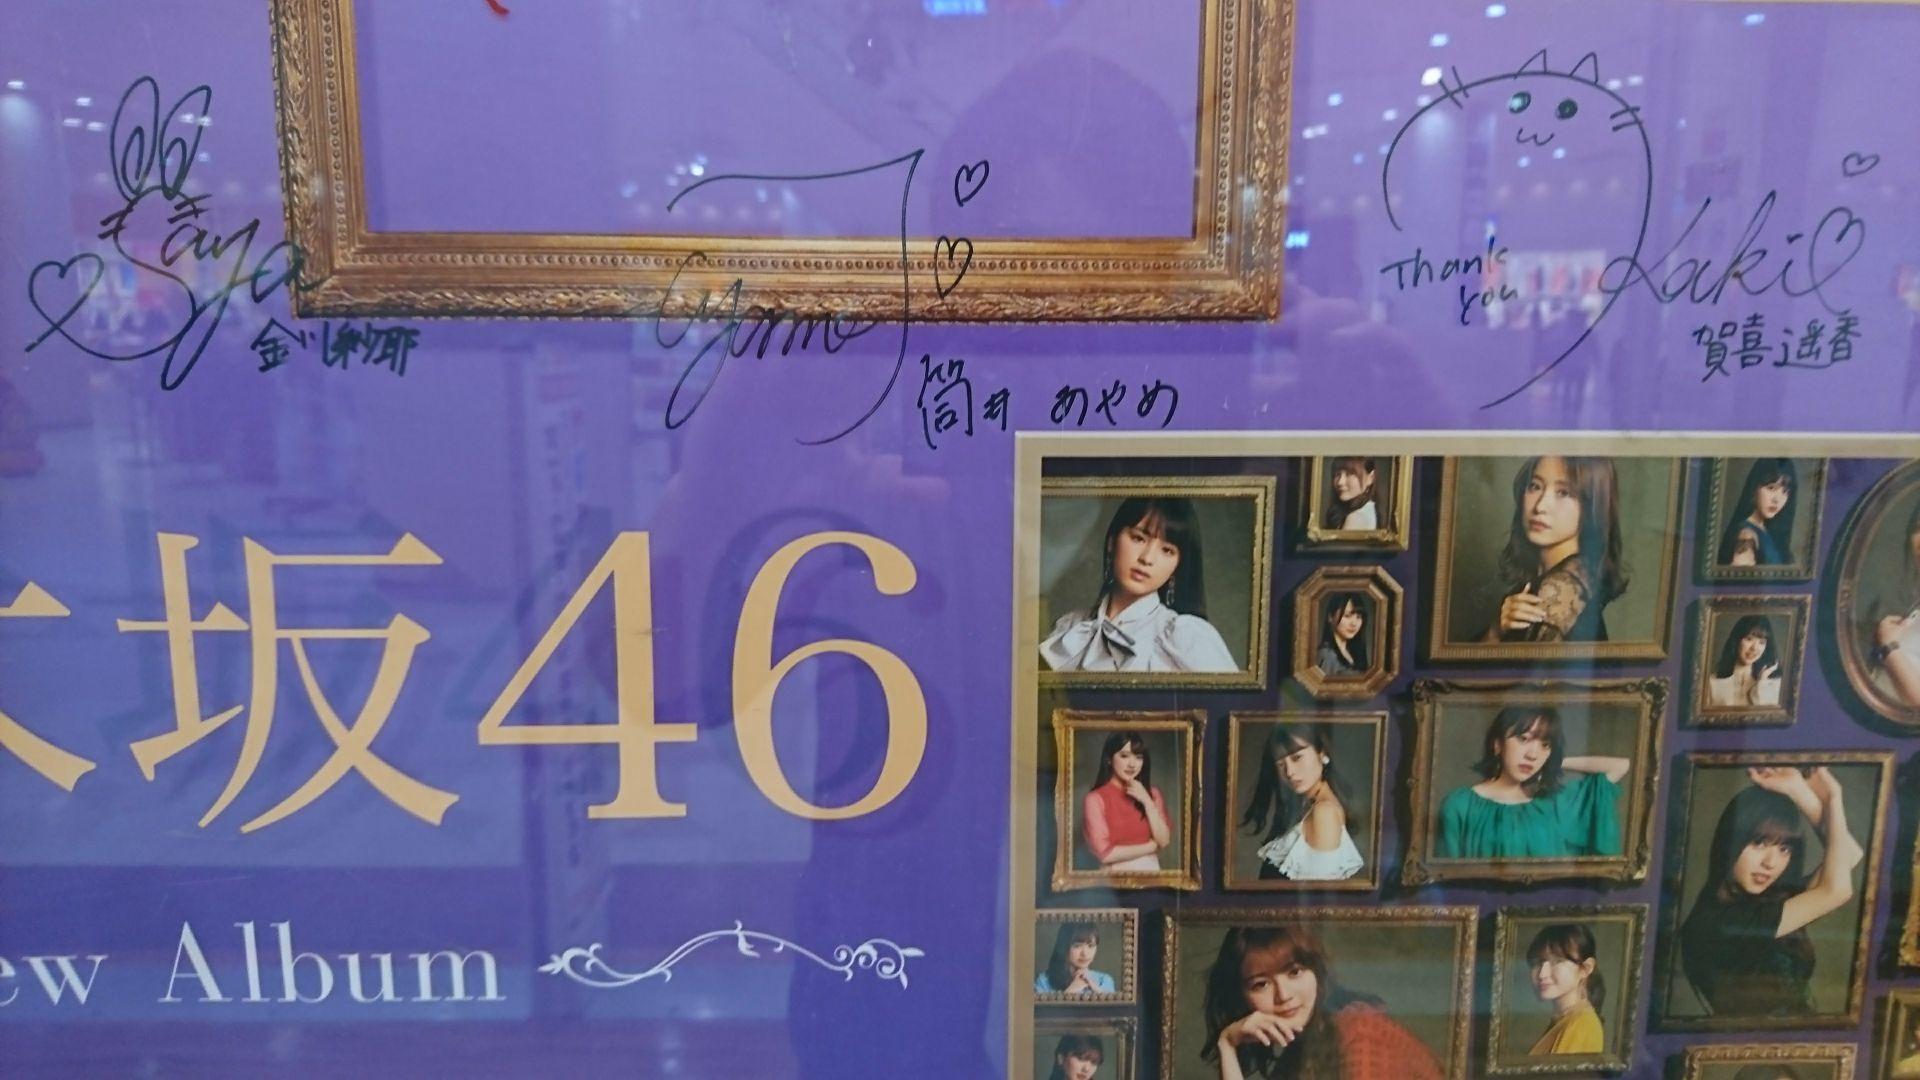 Saya
金川紗耶
ayame
筒井 あやめ
Thank you
Kaki
賀喜遥香
木坂46
ew Album